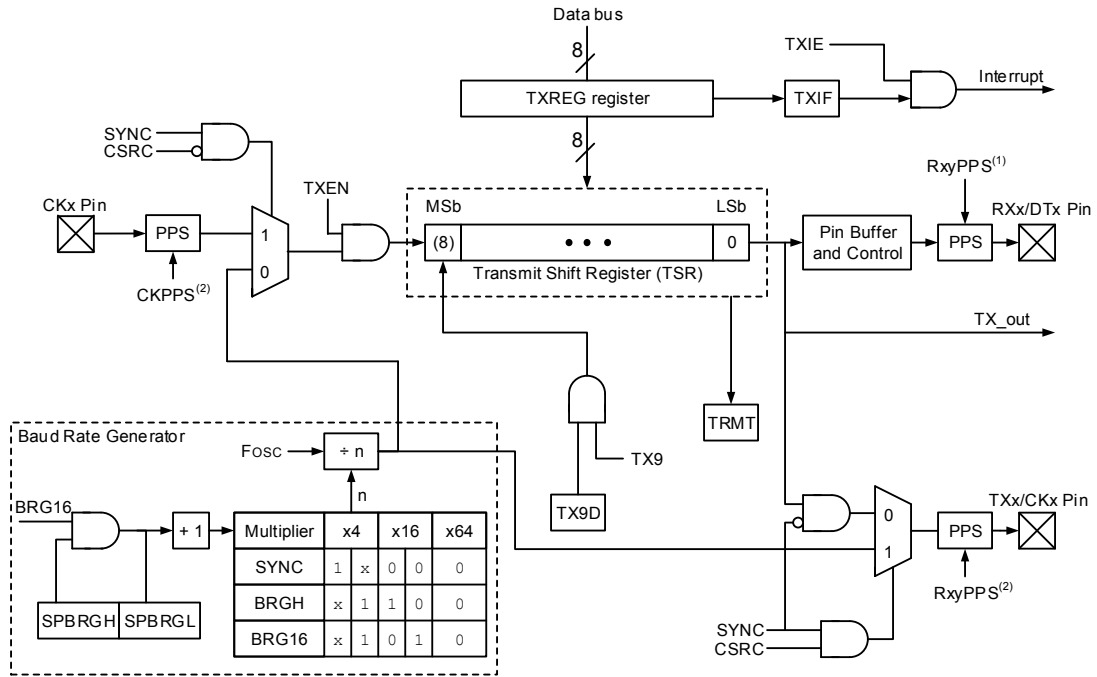 Data bus
8
TXIE
Interrupt
TXREG register
TXIF
SYNC
CSRC
8
RxyPPS(1)
TXEN
CKx Pin
MSb
LSb
RXx/DTx Pin
PPS
1
(8)
• • •
0
Pin Buffer
and Control
PPS
0
Transmit Shift Register (TSR)
CKPPS(2)
TX_out
TRMT
Baud Rate Generator
FOSC
÷ n
TX9
n
TX9D
BRG16
+ 1
Multiplier x4 x16 x64
SYNC 1 x 0 0 0
BRGH x 1 1 0 0
BRG16 x 1 0 1 0
SPBRGH SPBRGL
TXx/CKx Pin
0
PPS
1
RxyPPS(2)
SYNC
CSRC